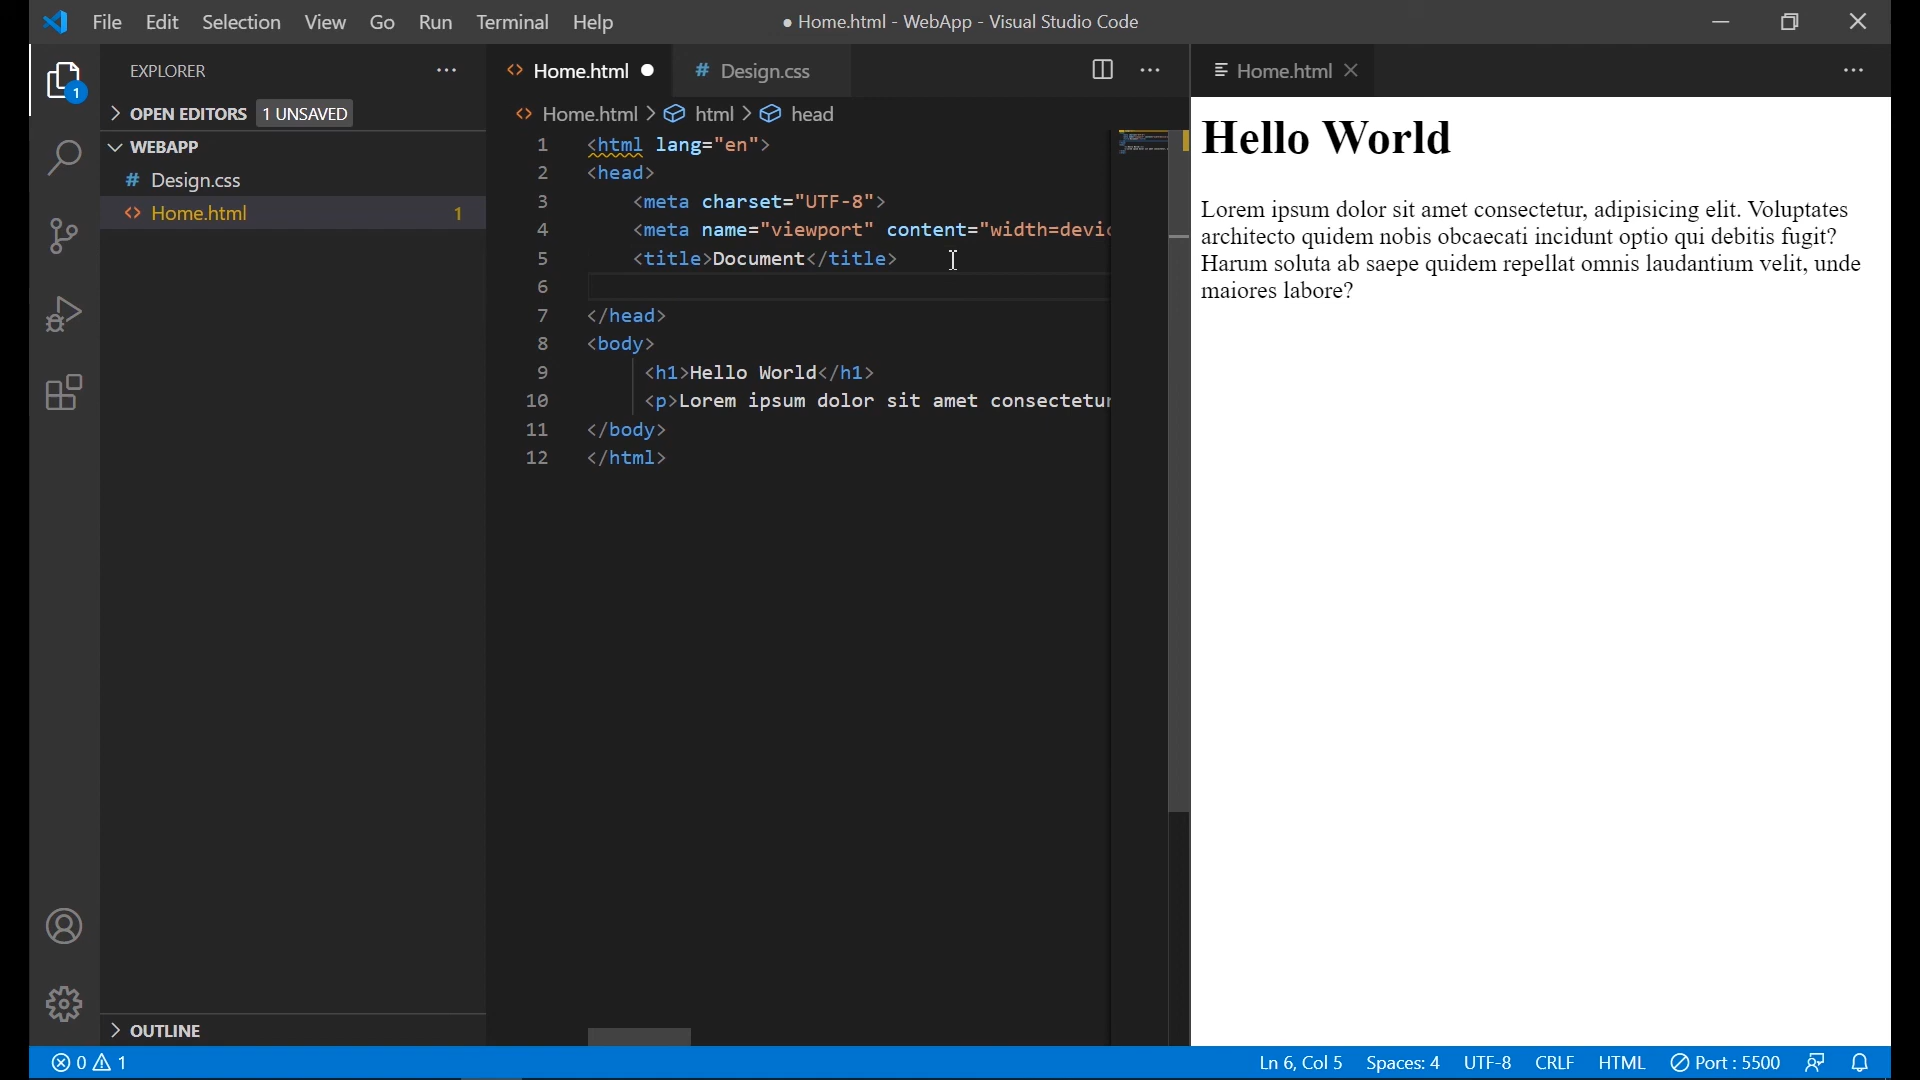 File Edit Selection View Go Run Terminal Help
● Home.html - WebApp - Visual Studio Code
1
EXPLORER
OPEN EDITORS 1 UNSAVED
WEBAPP
# Design.css
<> Home.html 1
OUTLINE
<> Home.html ●
# Design.css
<> Home.html > html > head
1 <html lang="en">
2 <head>
3 <meta charset="UTF-8">
4 <meta name="viewport" content="width=devic
5 <title>Document</title>
6
7 </head>
8 <body>
9 <h1>Hello World</h1>
10 <p>Lorem ipsum dolor sit amet consectetur
11 </body>
12 </html>
Home.html
Hello World
Lorem ipsum dolor sit amet consectetur, adipisicing elit. Voluptates
architecto quidem nobis obcaecati incidunt optio qui debitis fugit?
Harum soluta ab saepe quidem repellat omnis laudantium velit, unde
maiores labore?
0 1
Ln 6, Col 5 Spaces: 4 UTF-8 CRLF HTML Port : 5500